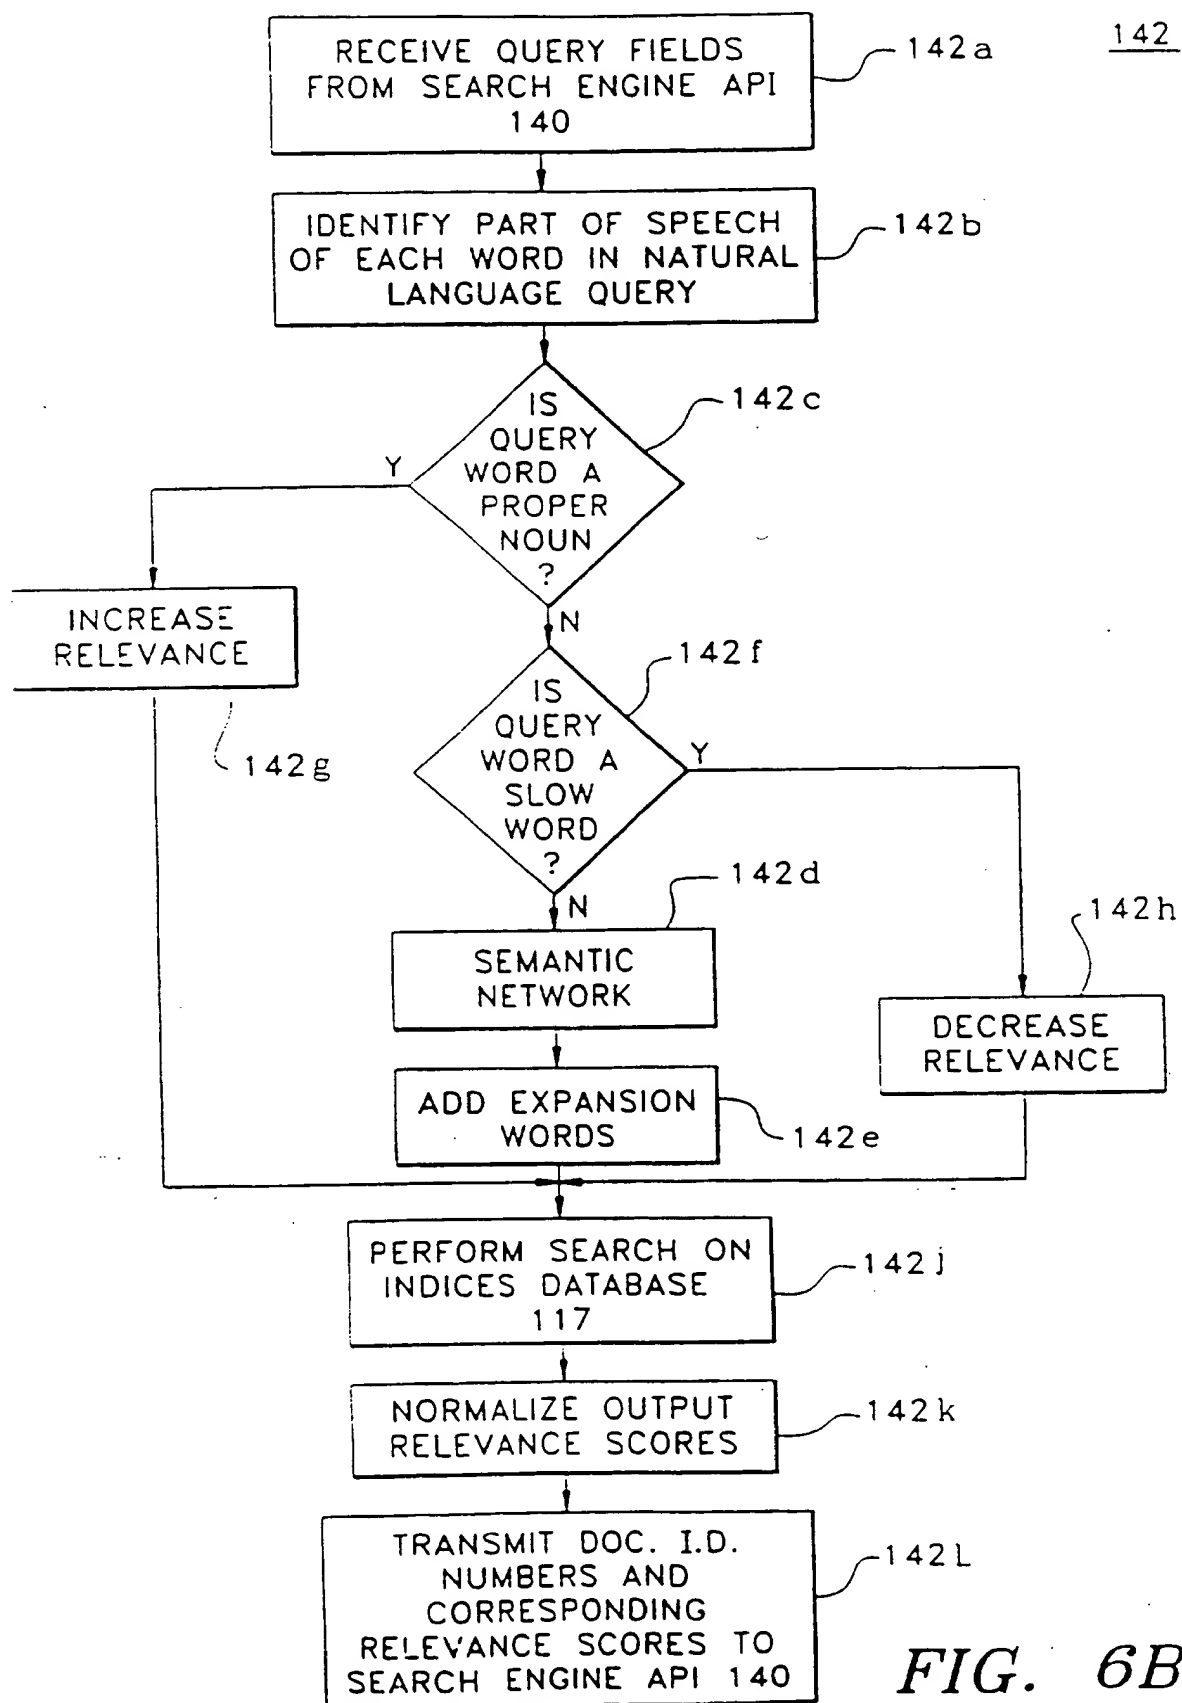 142
RECEIVE QUERY FIELDS
FROM SEARCH ENGINE API
140
142a
IDENTIFY PART OF SPEECH
OF EACH WORD IN NATURAL
LANGUAGE QUERY
142b
IS
QUERY
WORD A
PROPER
NOUN
?
142c
Y
N
INCREASE
RELEVANCE
142g
IS
QUERY
WORD A
SLOW
WORD
?
142f
Y
N
SEMANTIC
NETWORK
142d
DECREASE
RELEVANCE
142h
ADD EXPANSION
WORDS
142e
PERFORM SEARCH ON
INDICES DATABASE
117
142j
NORMALIZE OUTPUT
RELEVANCE SCORES
142k
TRANSMIT DOC. I.D.
NUMBERS AND
CORRESPONDING
RELEVANCE SCORES TO
SEARCH ENGINE API 140
142L
FIG. 6B